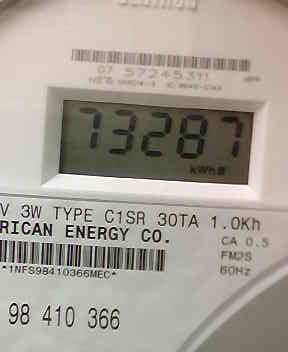 07 57245311
73287
kWh
V 3W TYPE C1SR 30TA 1.0Kh
RICAN ENERGY CO.
CA 0.5
FM2S
60Hz
*1NFS98410366MEC*
98 410 366